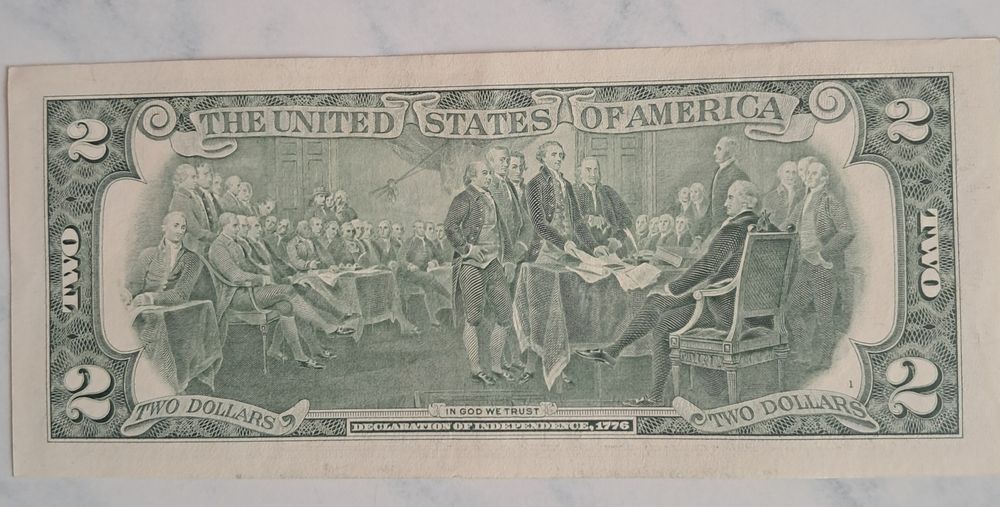 THE UNITED STATES OF AMERICA
2
2
TWO
TWO
2
2
1
TWO DOLLARS
TWO DOLLARS
IN GOD WE TRUST
DECLARATION OF INDEPENDENCE, 1776